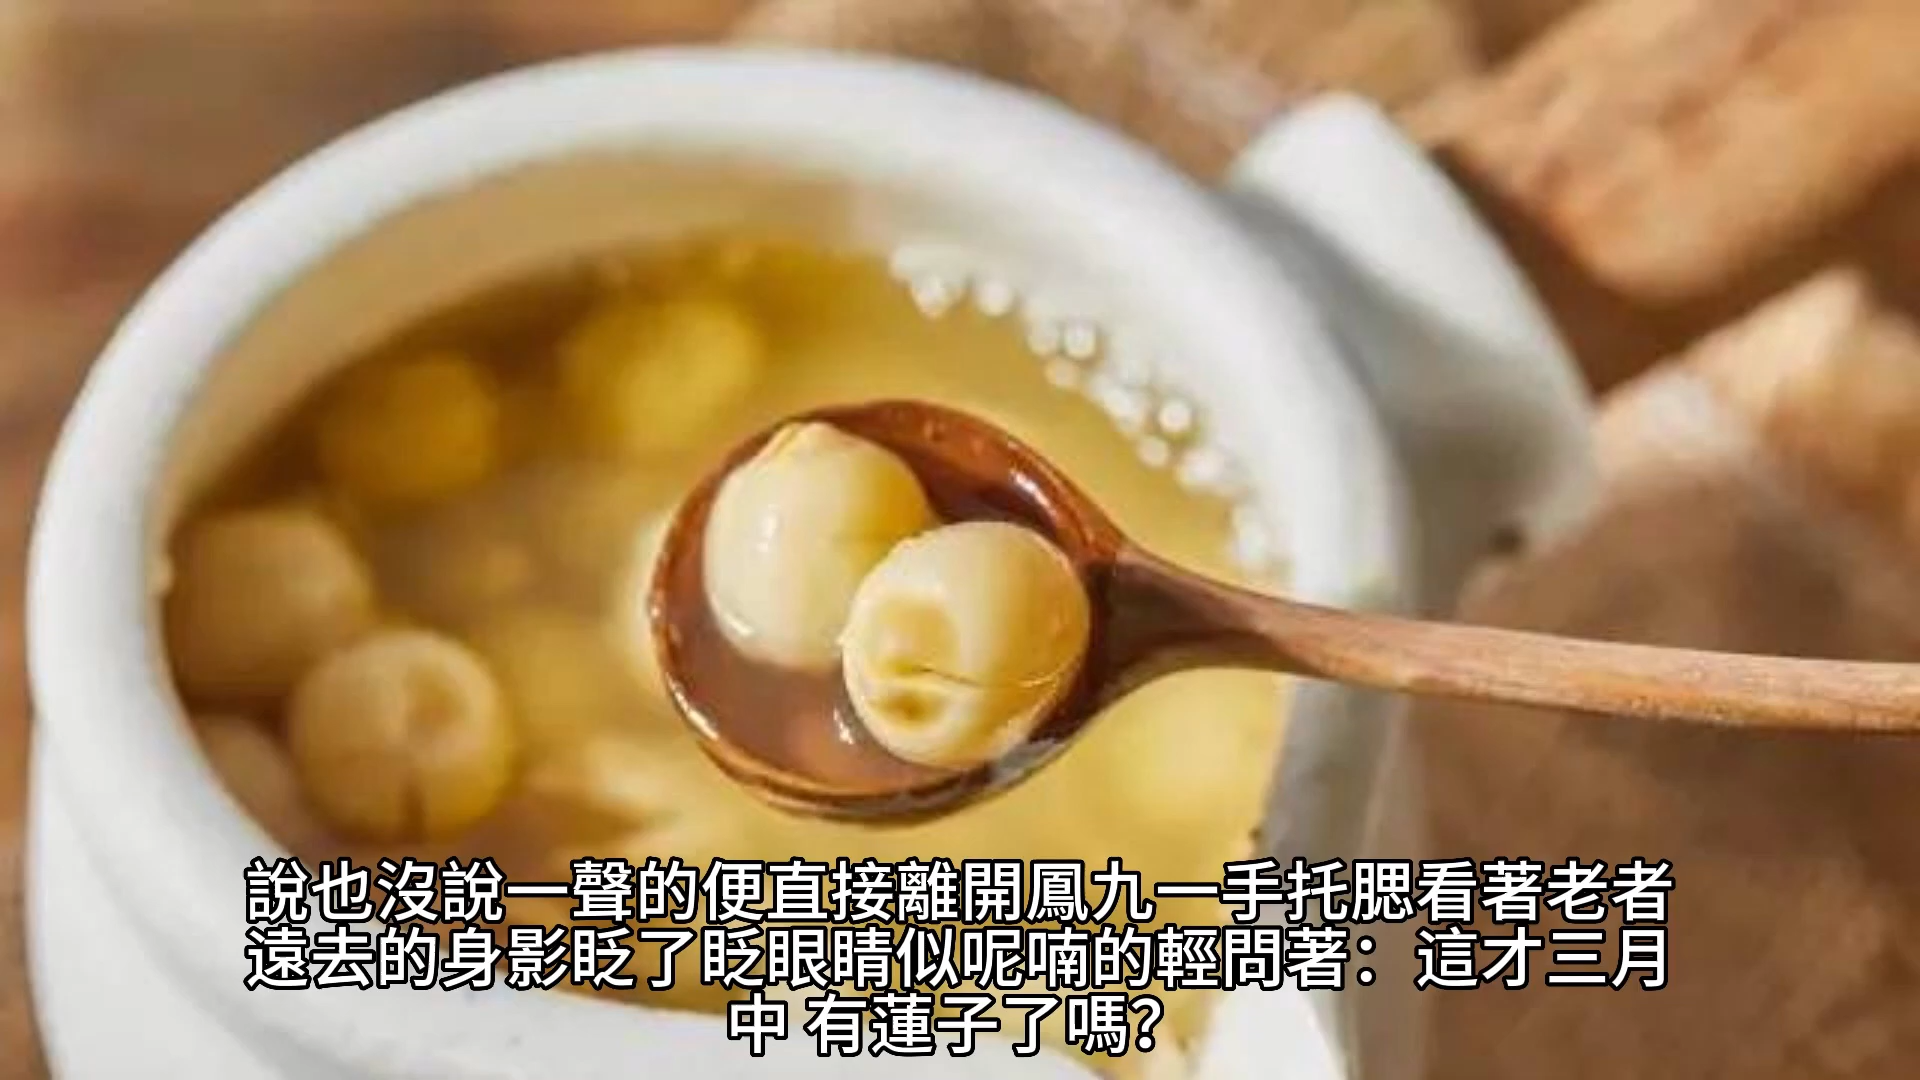 說也沒說一聲的便直接離開鳳九一手托腮看著老者
遠去的身影眨了眨眼睛似呢喃的輕問著：這才三月
中 有蓮子了嗎？